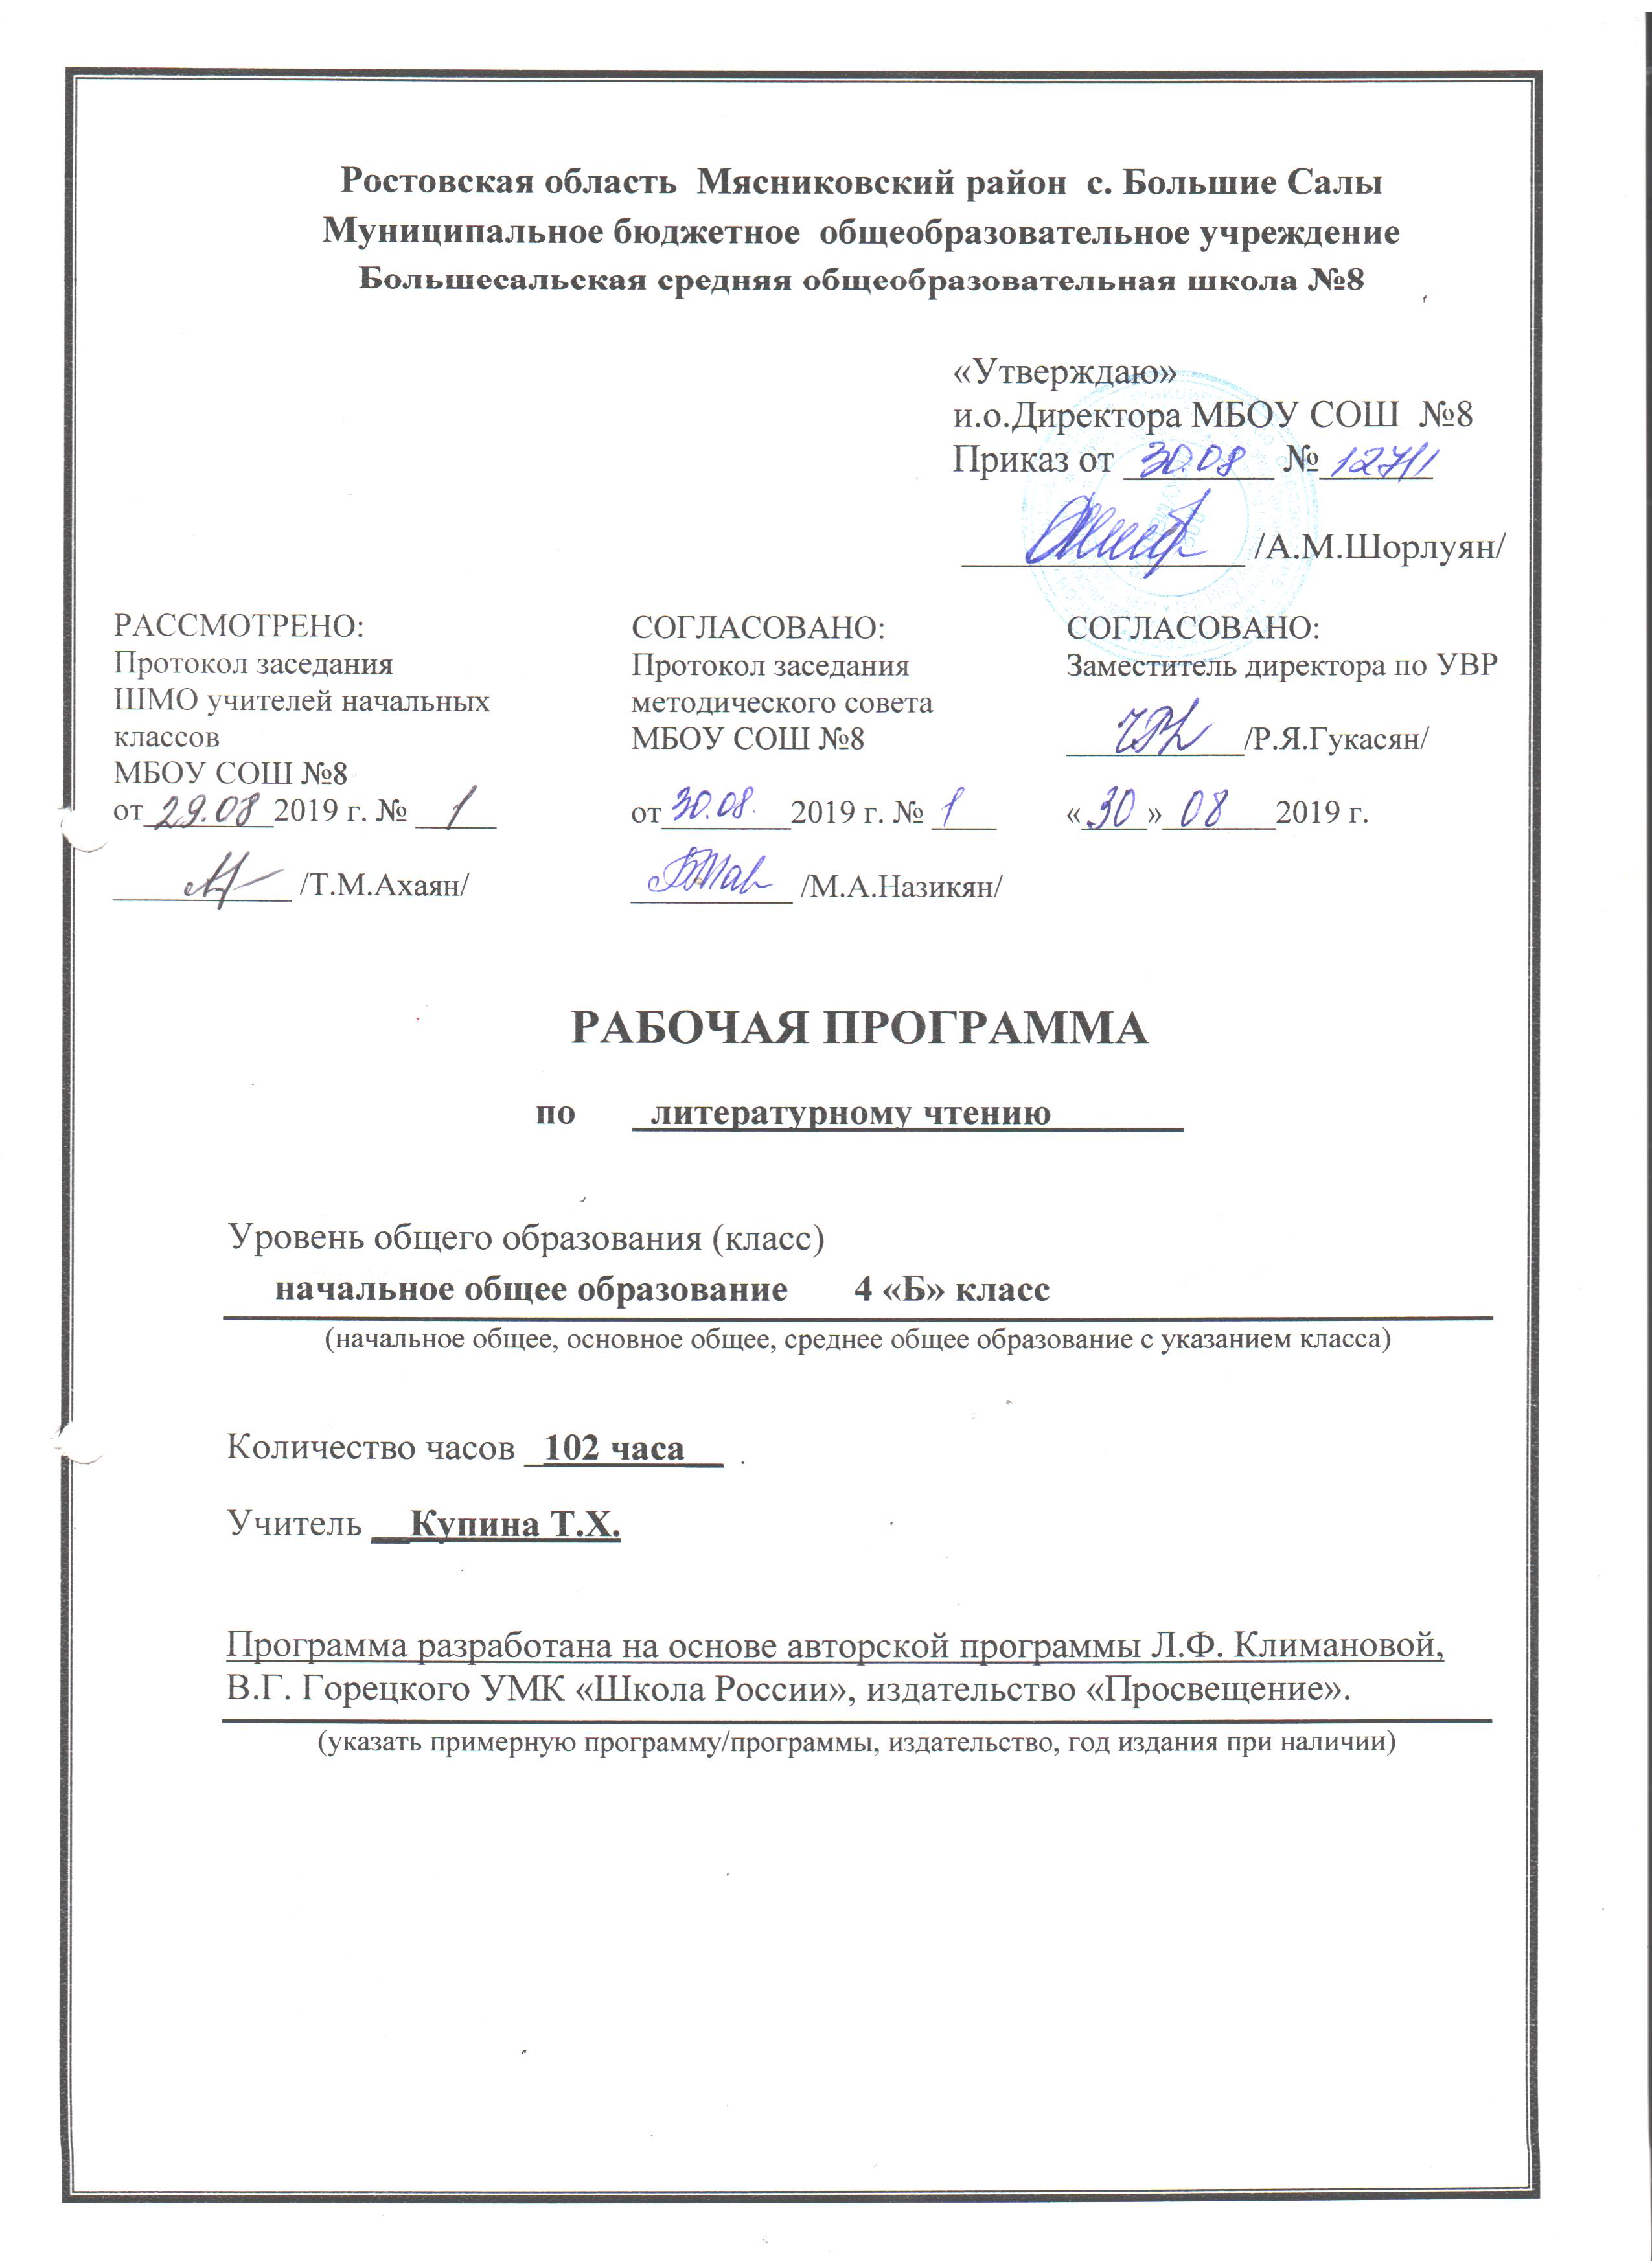 Ростовская область  Мясниковский район  с. Большие Салы
Муниципальное бюджетное  общеобразовательное учреждение
Большесальская средняя общеобразовательная школа №8
«Утверждаю»
и.о.Директора МБОУ СОШ  №8
Приказ от 30.08 № 127/1
/А.М.Шорлуян/
РАССМОТРЕНО:
Протокол заседания
ШМО учителей начальных
классов
МБОУ СОШ №8
от 29.08 2019 г. № 1
/Т.М.Ахаян/
СОГЛАСОВАНО:
Протокол заседания
методического совета
МБОУ СОШ №8
от 30.08. 2019 г. № 1
/М.А.Назикян/
СОГЛАСОВАНО:
Заместитель директора по УВР
/Р.Я.Гукасян/
«30» 08 2019 г.
РАБОЧАЯ ПРОГРАММА
по литературному чтению
Уровень общего образования (класс)
начальное общее образование 4 «Б» класс
(начальное общее, основное общее, среднее общее образование с указанием класса)
Количество часов 102 часа
Учитель Купина Т.Х.
Программа разработана на основе авторской программы Л.Ф. Климановой,
В.Г. Горецкого УМК «Школа России», издательство «Просвещение».
(указать примерную программу/программы, издательство, год издания при наличии)